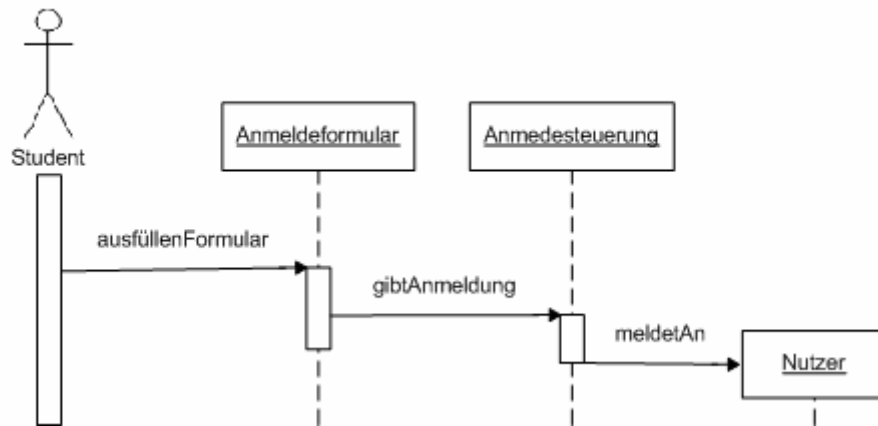 Student
Anmeldeformular
Anmedesteuerung
ausfüllenFormular
gibtAnmeldung
meldetAn
Nutzer